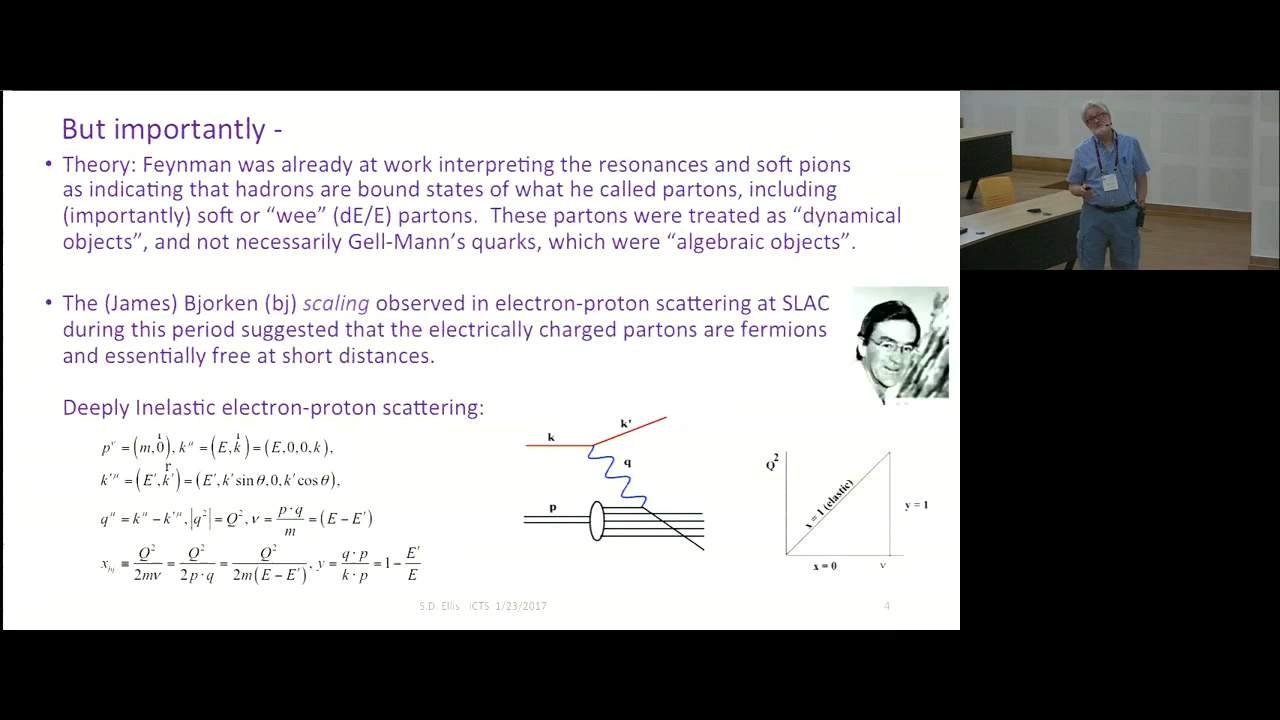 But importantly -
• Theory: Feynman was already at work interpreting the resonances and soft pions
as indicating that hadrons are bound states of what he called partons, including
(importantly) soft or “wee” (dE/E) partons. These partons were treated as “dynamical
objects”, and not necessarily Gell-Mann’s quarks, which were “algebraic objects”.
• The (James) Bjorken (bj) scaling observed in electron-proton scattering at SLAC
during this period suggested that the electrically charged partons are fermions
and essentially free at short distances.
Deeply Inelastic electron-proton scattering:
p^ν = (m, 0), k^μ = (E, k) = (E,0,0,k),
k'^μ = (E', k') = (E', k' sin θ, 0, k' cos θ),
q^μ = k^μ − k'^μ, |q²| = Q², ν = p·q / m = (E − E')
x_bj ≡ Q² / 2mν = Q² / 2p·q = Q² / 2m(E − E'), y = q·p / k·p = 1 − E' / E
k
k'
q
p
Q²
x = 1 (elastic)
y = 1
x = 0
ν
S.D. Ellis ICTS 1/23/2017
4